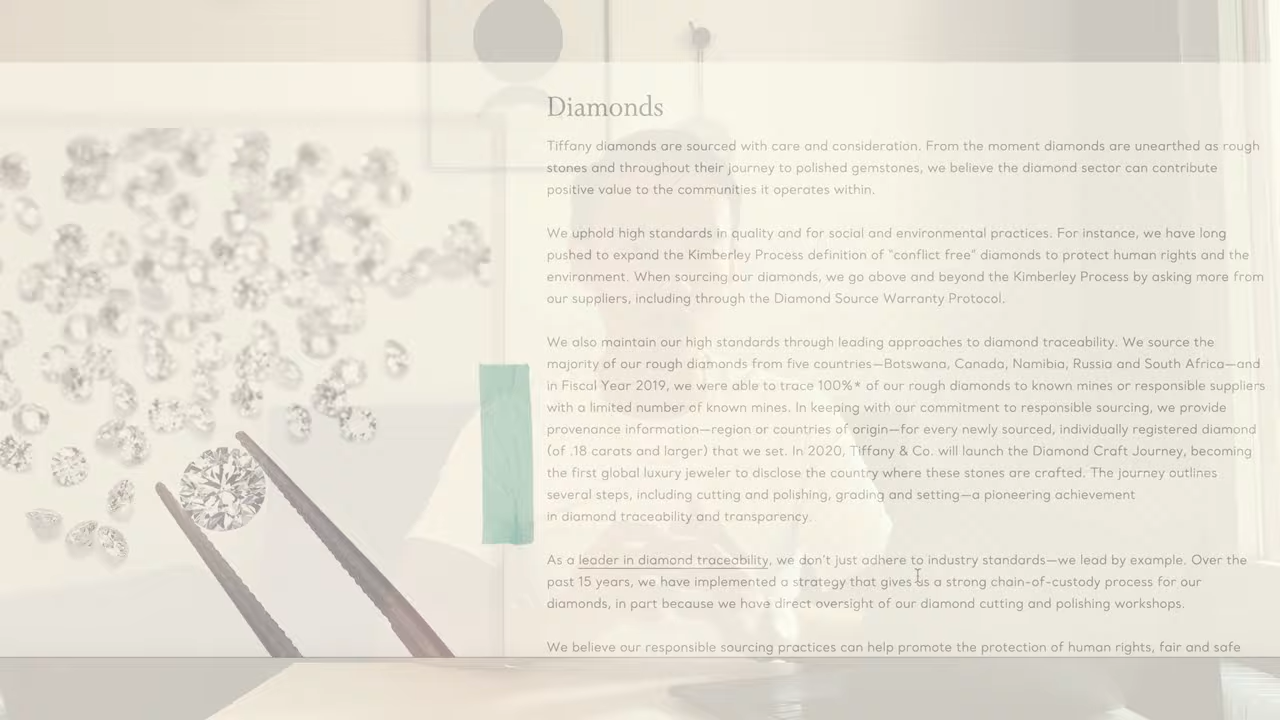 Diamonds
Tiffany diamonds are sourced with care and consideration. From the moment diamonds are unearthed as rough
stones and throughout their journey to polished gemstones, we believe the diamond sector can contribute
positive value to the communities it operates within.
We uphold high standards in quality and for social and environmental practices. For instance, we have long
pushed to expand the Kimberley Process definition of "conflict free" diamonds to protect human rights and the
environment. When sourcing our diamonds, we go above and beyond the Kimberley Process by asking more from
our suppliers, including through the Diamond Source Warranty Protocol.
We also maintain our high standards through leading approaches to diamond traceability. We source the
majority of our rough diamonds from five countries—Botswana, Canada, Namibia, Russia and South Africa—and
in Fiscal Year 2019, we were able to trace 100%* of our rough diamonds to known mines or responsible suppliers
with a limited number of known mines. In keeping with our commitment to responsible sourcing, we provide
provenance information—region or countries of origin—for every newly sourced, individually registered diamond
(of .18 carats and larger) that we set. In 2020, Tiffany & Co. will launch the Diamond Craft Journey, becoming
the first global luxury jeweler to disclose the country where these stones are crafted. The journey outlines
several steps, including cutting and polishing, grading and setting—a pioneering achievement
in diamond traceability and transparency.
As a leader in diamond traceability, we don't just adhere to industry standards—we lead by example. Over the
past 15 years, we have implemented a strategy that gives us a strong chain-of-custody process for our
diamonds, in part because we have direct oversight of our diamond cutting and polishing workshops.
We believe our responsible sourcing practices can help promote the protection of human rights, fair and safe